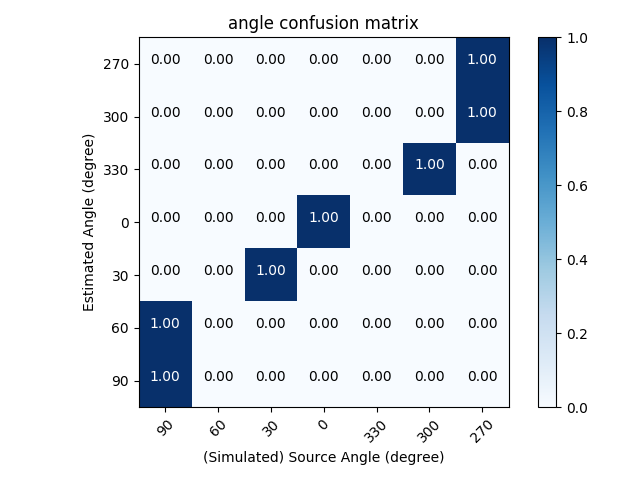 angle confusion matrix
Estimated Angle (degree)
270 0.00 0.00 0.00 0.00 0.00 0.00 1.00
300 0.00 0.00 0.00 0.00 0.00 0.00 1.00
330 0.00 0.00 0.00 0.00 0.00 1.00 0.00
0 0.00 0.00 0.00 1.00 0.00 0.00 0.00
30 0.00 0.00 1.00 0.00 0.00 0.00 0.00
60 1.00 0.00 0.00 0.00 0.00 0.00 0.00
90 1.00 0.00 0.00 0.00 0.00 0.00 0.00
90 60 30 0 330 300 270
(Simulated) Source Angle (degree)
1.0
0.8
0.6
0.4
0.2
0.0